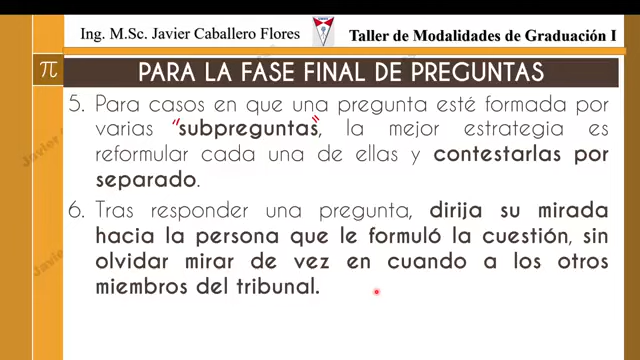 Ing. M.Sc. Javier Caballero Flores
Taller de Modalidades de Graduación I
π PARA LA FASE FINAL DE PREGUNTAS
5. Para casos en que una pregunta esté formada por
varias "subpreguntas", la mejor estrategia es
reformular cada una de ellas y contestarlas por
separado.
6. Tras responder una pregunta, dirija su mirada
hacia la persona que le formuló la cuestión, sin
olvidar mirar de vez en cuando a los otros
miembros del tribunal.